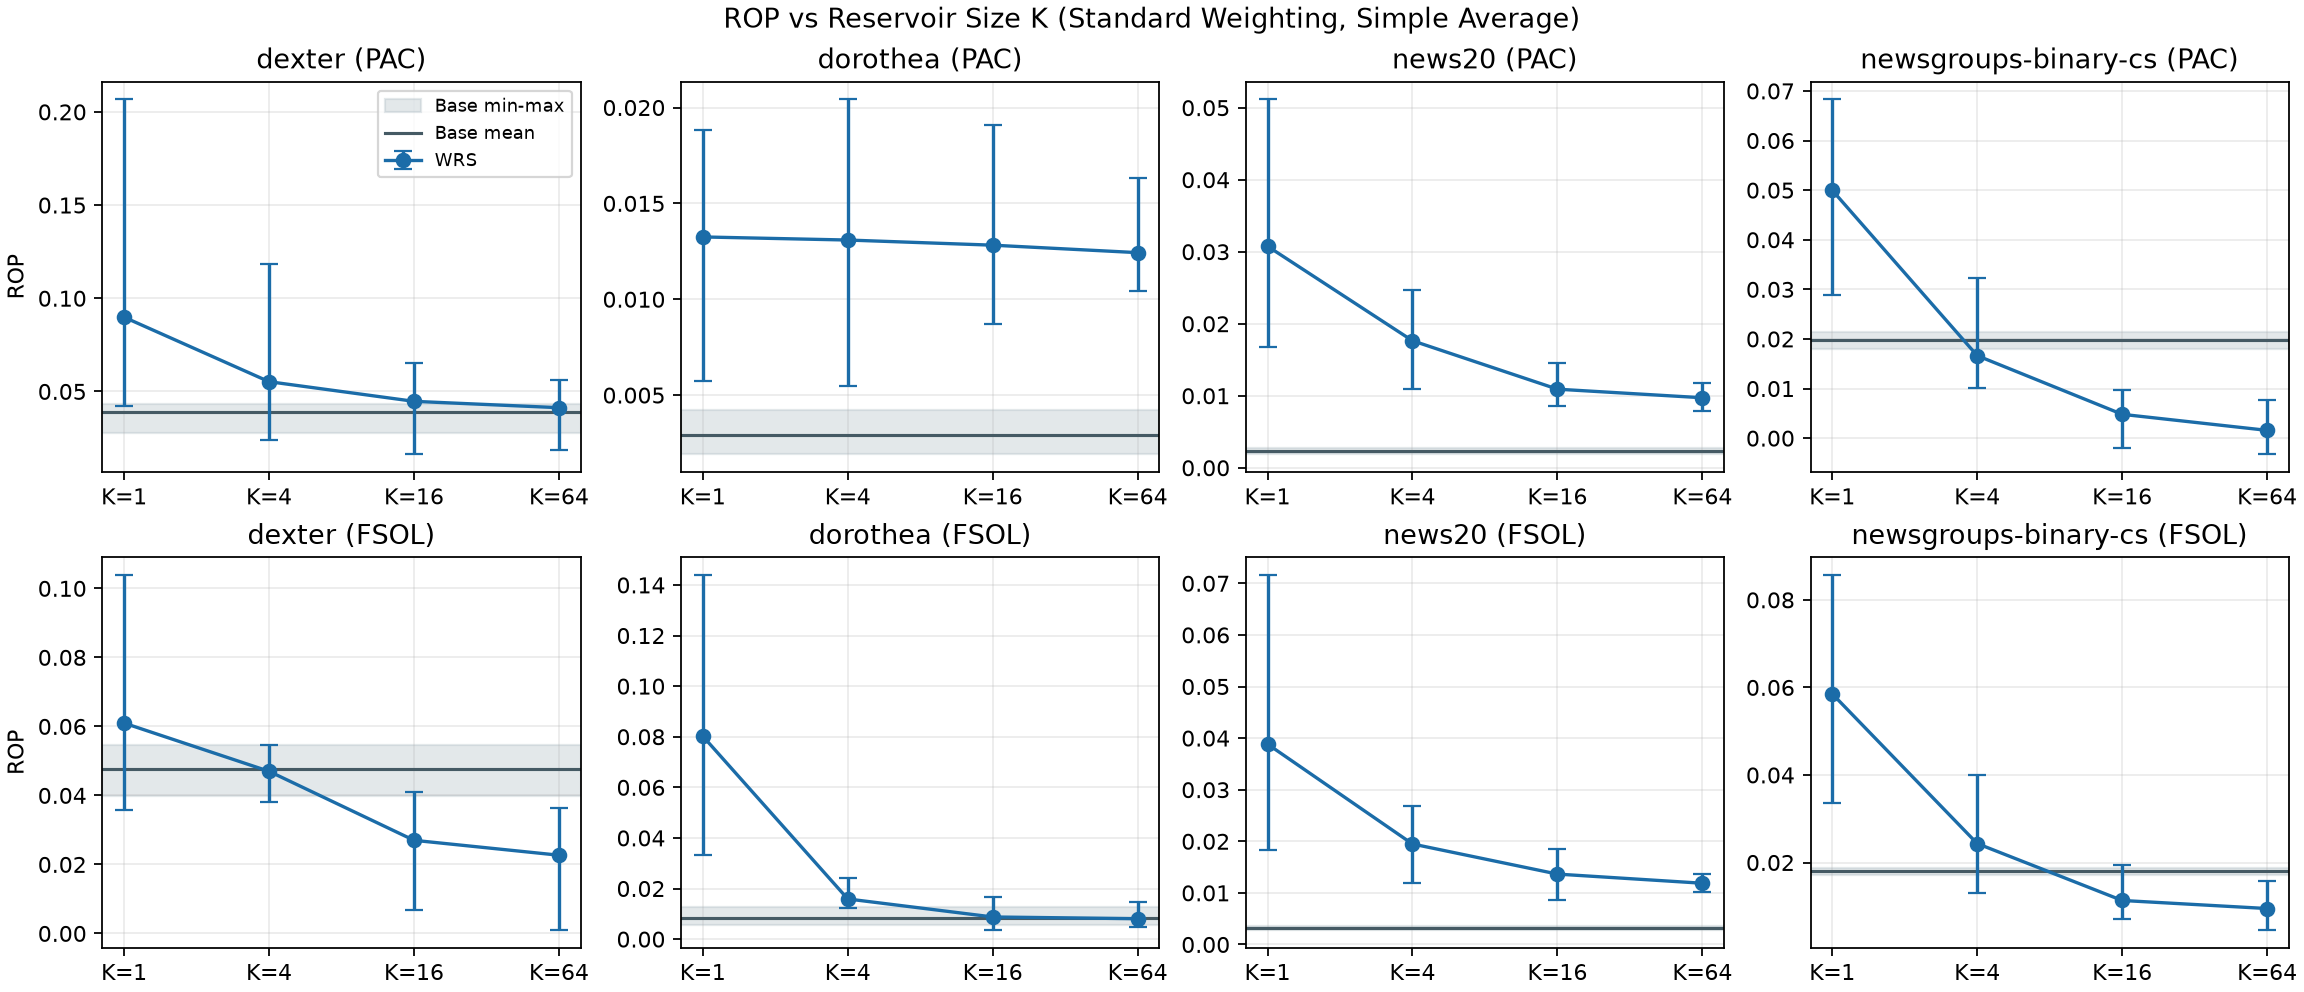 ROP vs Reservoir Size K (Standard Weighting, Simple Average)
dexter (PAC)
ROP
0.20
0.15
0.10
0.05
K=1 K=4 K=16 K=64
Base min-max
Base mean
WRS
dorothea (PAC)
0.020
0.015
0.010
0.005
K=1 K=4 K=16 K=64
news20 (PAC)
0.05
0.04
0.03
0.02
0.01
0.00
K=1 K=4 K=16 K=64
newsgroups-binary-cs (PAC)
0.07
0.06
0.05
0.04
0.03
0.02
0.01
0.00
K=1 K=4 K=16 K=64
dexter (FSOL)
ROP
0.10
0.08
0.06
0.04
0.02
0.00
K=1 K=4 K=16 K=64
dorothea (FSOL)
0.14
0.12
0.10
0.08
0.06
0.04
0.02
0.00
K=1 K=4 K=16 K=64
news20 (FSOL)
0.07
0.06
0.05
0.04
0.03
0.02
0.01
0.00
K=1 K=4 K=16 K=64
newsgroups-binary-cs (FSOL)
0.08
0.06
0.04
0.02
K=1 K=4 K=16 K=64